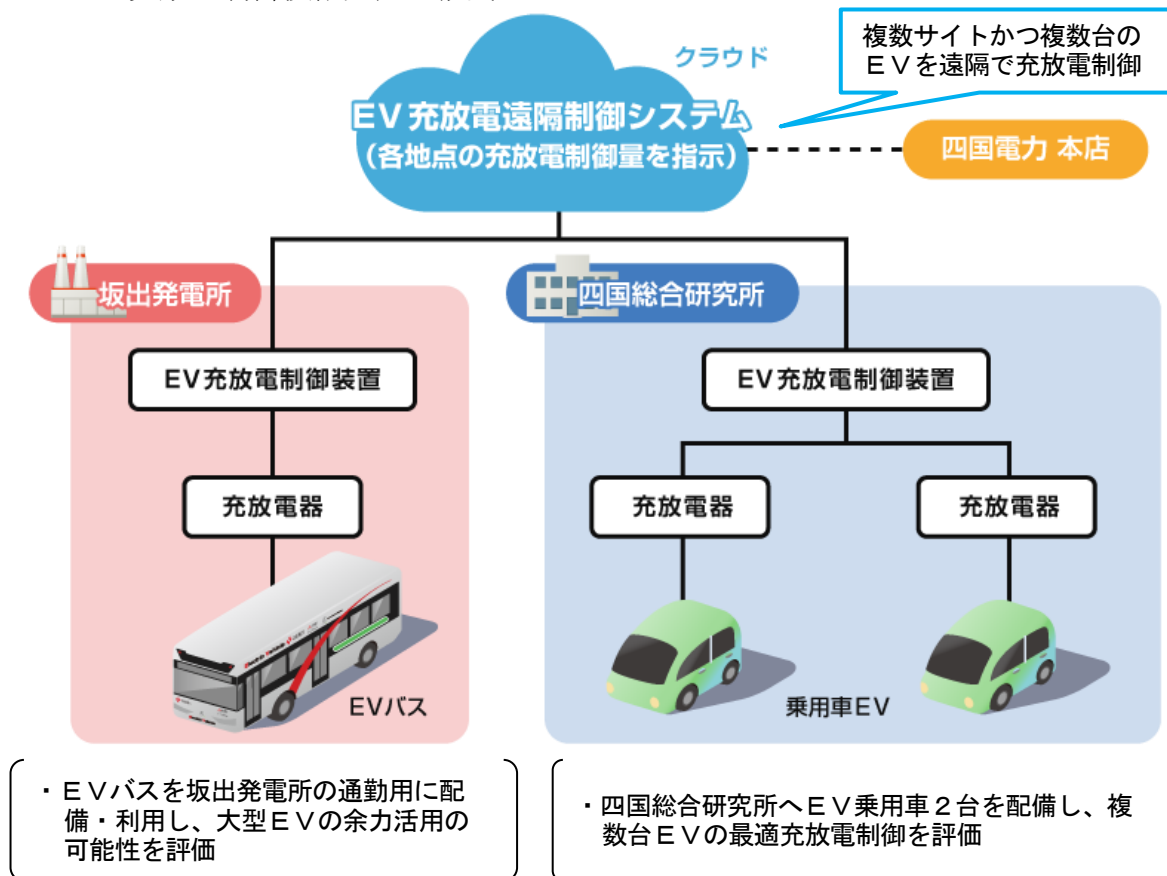 クラウド
複数サイトかつ複数台の
ＥＶを遠隔で充放電制御
EV充放電遠隔制御システム
（各地点の充放電制御量を指示）
四国電力 本店
坂出発電所
四国総合研究所
EV充放電制御装置
EV充放電制御装置
充放電器
充放電器
充放電器
EVバス
乗用車EV
・ＥＶバスを坂出発電所の通勤用に配
備・利用し、大型ＥＶの余力活用の
可能性を評価
・四国総合研究所へＥＶ乗用車２台を配備し、複
数台ＥＶの最適充放電制御を評価